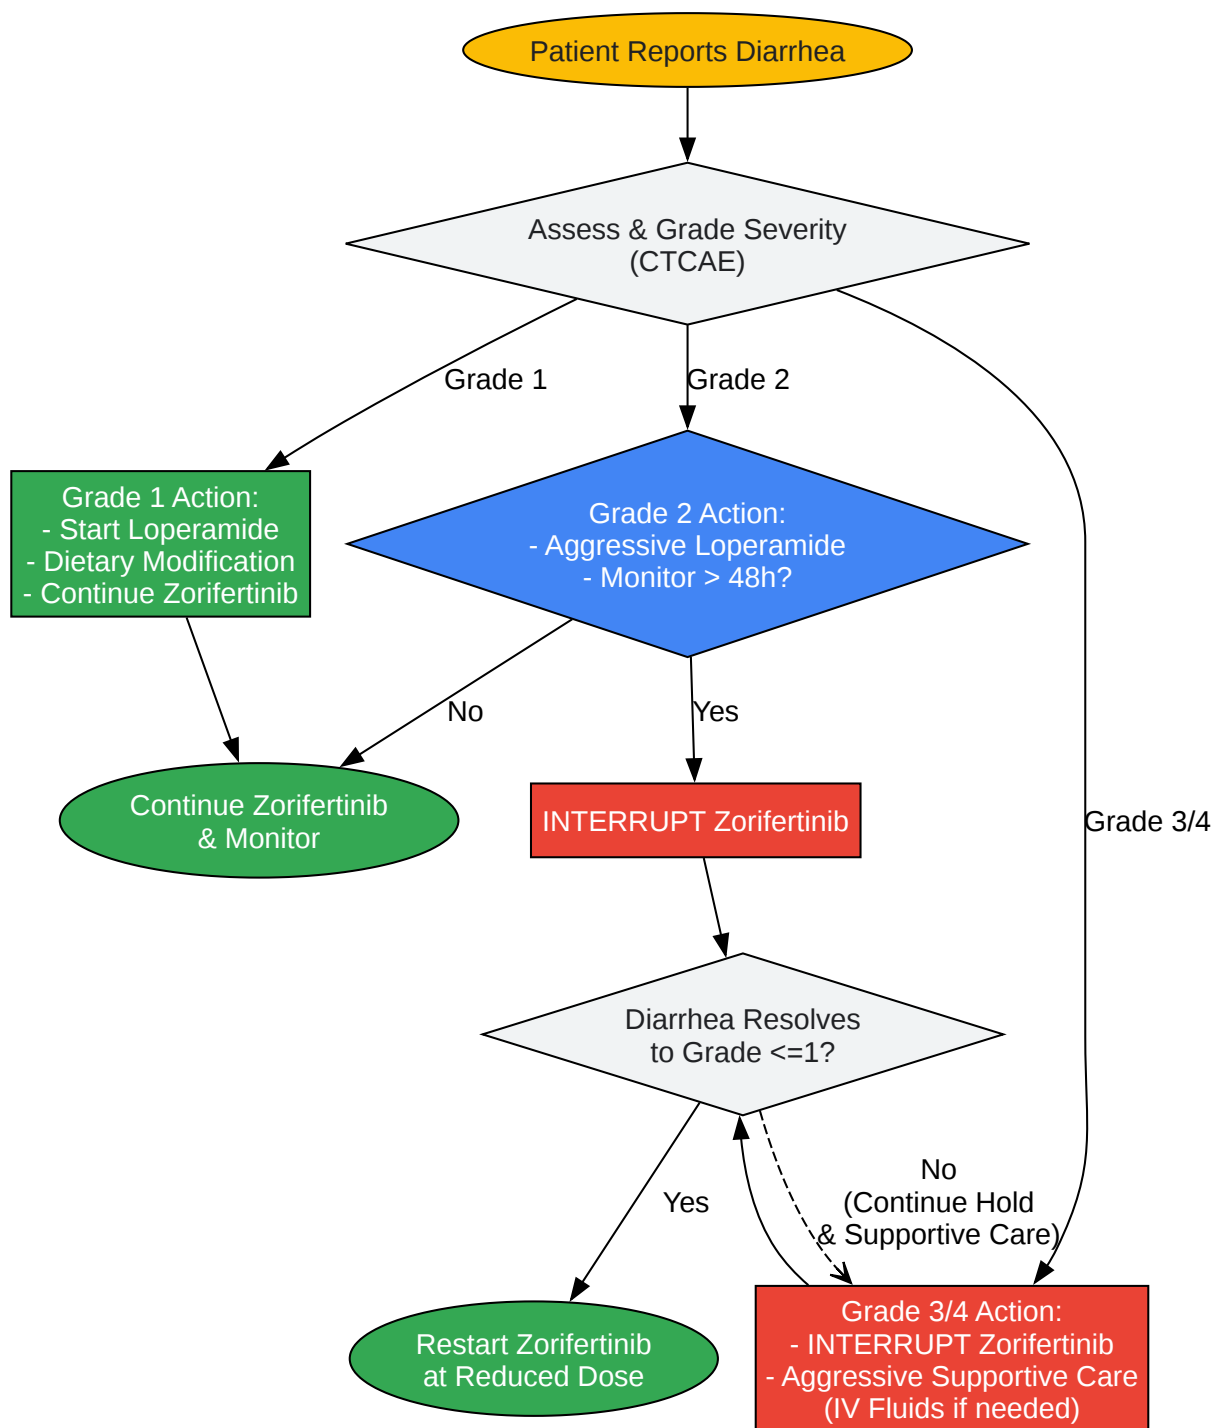 Patient Reports Diarrhea
Assess & Grade Severity
(CTCAE)
Grade 1
Grade 2
Grade 1 Action:
- Start Loperamide
- Dietary Modification
- Continue Zorifertinib
Grade 2 Action:
- Aggressive Loperamide
- Monitor > 48h?
No
Yes
Continue Zorifertinib
& Monitor
INTERRUPT Zorifertinib
Grade 3/4
Diarrhea Resolves
to Grade <=1?
Yes
No
(Continue Hold
& Supportive Care)
Restart Zorifertinib
at Reduced Dose
Grade 3/4 Action:
- INTERRUPT Zorifertinib
- Aggressive Supportive Care
(IV Fluids if needed)